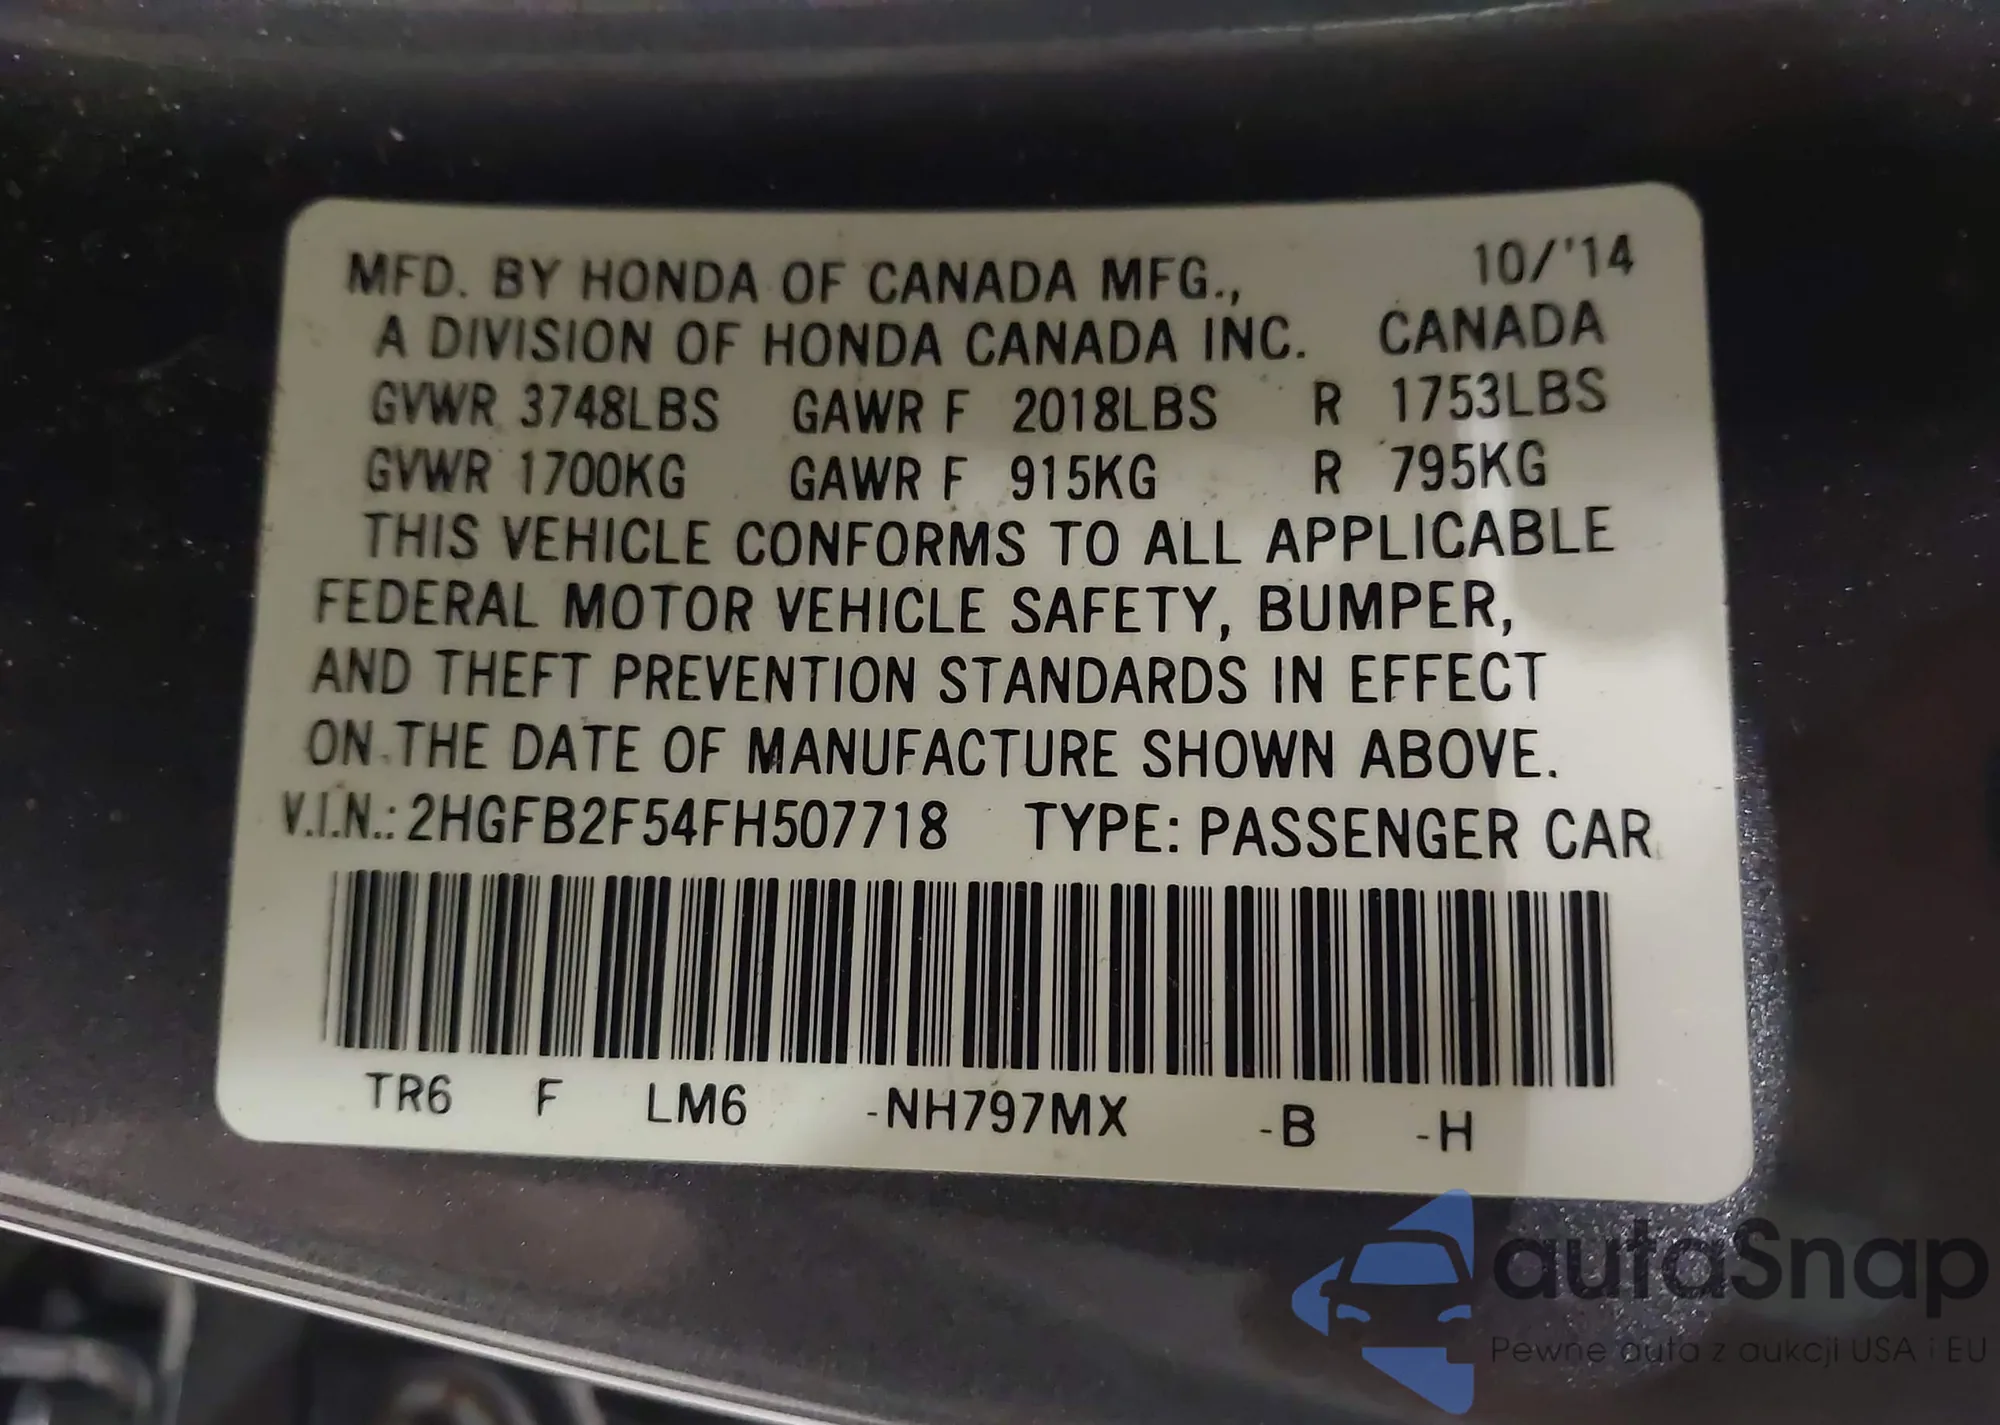 MFD. BY HONDA OF CANADA MFG., 10/'14
A DIVISION OF HONDA CANADA INC. CANADA
GVWR 3748LBS GAWR F 2018LBS R 1753LBS
GVWR 1700KG GAWR F 915KG R 795KG
THIS VEHICLE CONFORMS TO ALL APPLICABLE
FEDERAL MOTOR VEHICLE SAFETY, BUMPER,
AND THEFT PREVENTION STANDARDS IN EFFECT
ON THE DATE OF MANUFACTURE SHOWN ABOVE.
V.I.N.: 2HGFB2F54FH507718 TYPE: PASSENGER CAR
TR6 F LM6 -NH797MX -B -H
autaSnap
Pewne auta z aukcji USA i EU